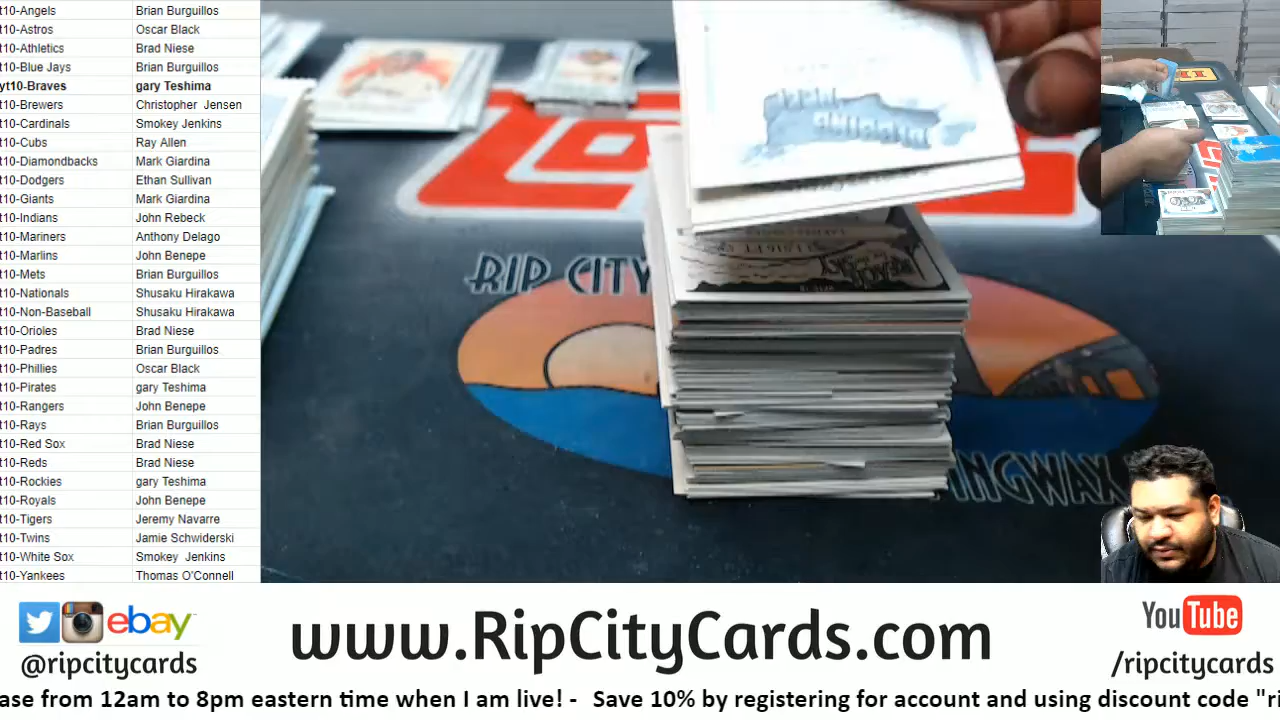 t10-Angels Brian Burguillos
t10-Astros Oscar Black
t10-Athletics Brad Niese
t10-Blue Jays Brian Burguillos
yt10-Braves gary Teshima
t10-Brewers Christopher Jensen
t10-Cardinals Smokey Jenkins
t10-Cubs Ray Allen
t10-Diamondbacks Mark Giardina
t10-Dodgers Ethan Sullivan
t10-Giants Mark Giardina
t10-Indians John Rebeck
t10-Mariners Anthony Delago
t10-Marlins John Benepe
t10-Mets Brian Burguillos
t10-Nationals Shusaku Hirakawa
t10-Non-Baseball Shusaku Hirakawa
t10-Orioles Brad Niese
t10-Padres Brian Burguillos
t10-Phillies Oscar Black
t10-Pirates gary Teshima
t10-Rangers John Benepe
t10-Rays Brian Burguillos
t10-Red Sox Brad Niese
t10-Reds Brad Niese
t10-Rockies gary Teshima
t10-Royals John Benepe
t10-Tigers Jeremy Navarre
t10-Twins Jamie Schwiderski
t10-White Sox Smokey Jenkins
t10-Yankees Thomas O'Connell
RIP CITY
REACH
SKY
INGWAX
ebay
@ripcitycards
www.RipCityCards.com
YouTube
/ripcitycards
ase from 12am to 8pm eastern time when I am live! - Save 10% by registering for account and using discount code "ri